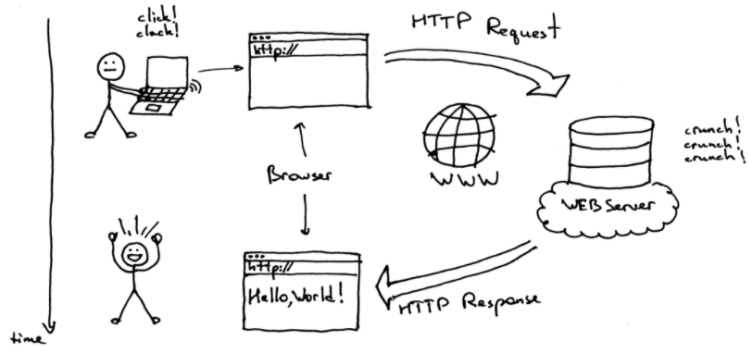 click!
clack!
HTTP Request
http://
crunch!
crunch!
crunch!
Browser
WWW
WEB Server
http://
Hello, World!
HTTP Response
time